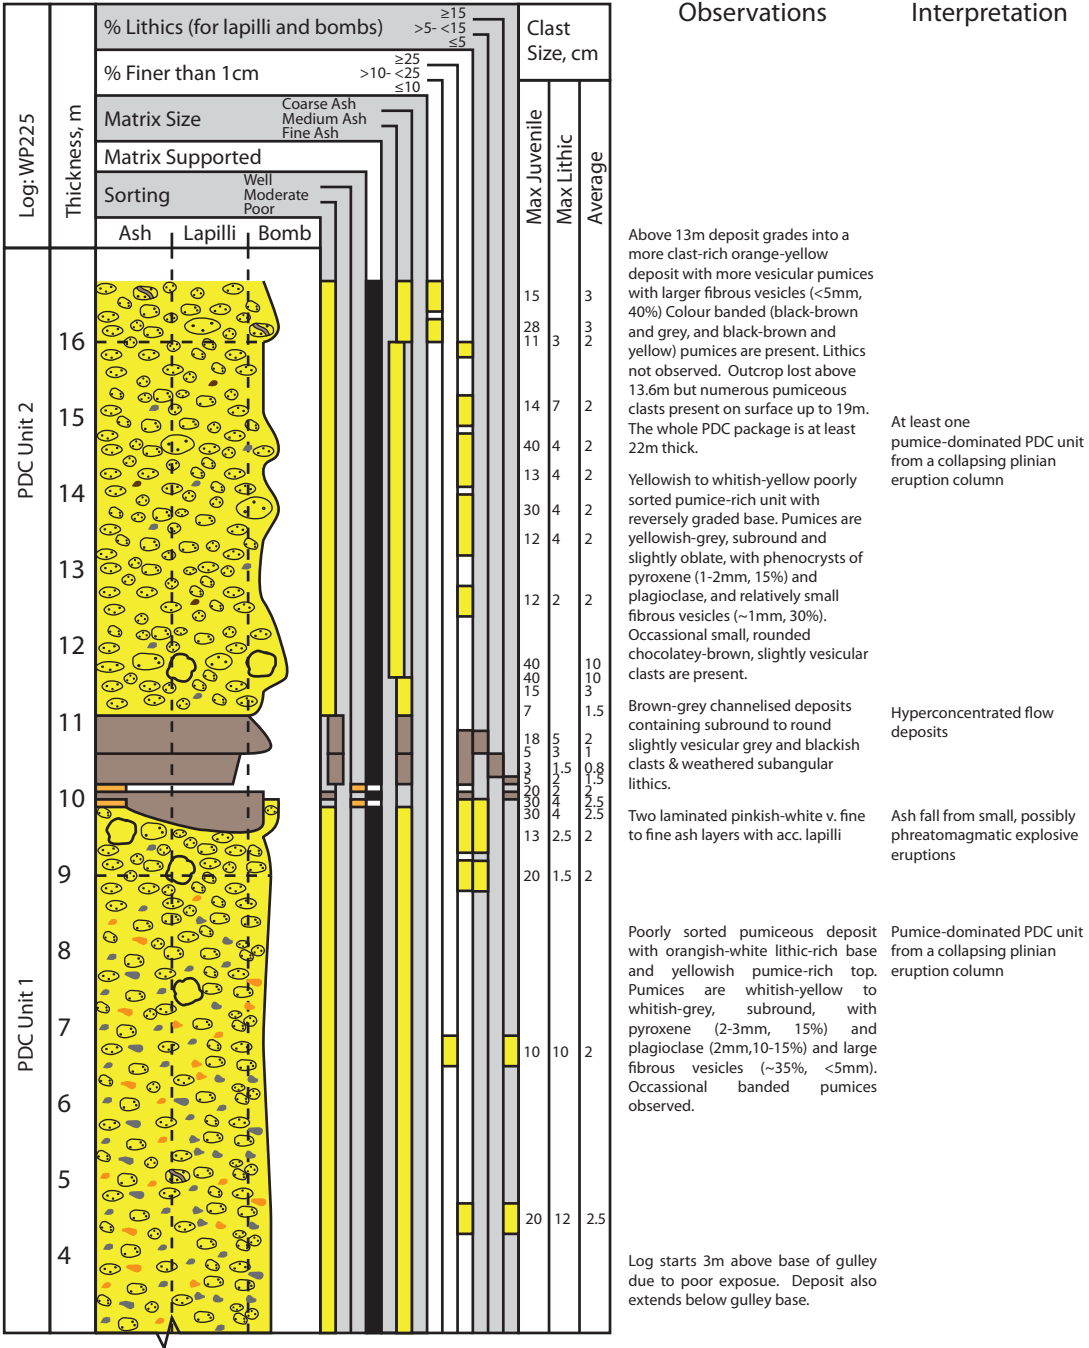 Observations
Interpretation
Log: WP225
Thickness, m
% Lithics (for lapilli and bombs)
≥15
>5- <15
≤5
% Finer than 1cm
≥25
>10- <25
≤10
Matrix Size
Coarse Ash
Medium Ash
Fine Ash
Matrix Supported
Sorting
Well
Moderate
Poor
Ash
Lapilli
Bomb
Clast
Size, cm
Max Juvenile
Max Lithic
Average
PDC Unit 2
PDC Unit 1
16
15
14
13
12
11
10
9
8
7
6
5
4
15 3
28 3
11 3 2
14 7 2
40 4 2
13 4 2
30 4 2
12 4 2
12 2 2
40 10
40 10
15 3
7 1.5
18 5 2
5 3 1
3 1.5 0.8
5 2 1.5
20 2 2
30 4 2.5
30 4 2.5
13 2.5 2
20 1.5 2
10 10 2
20 12 2.5
Above 13m deposit grades into a
more clast-rich orange-yellow
deposit with more vesicular pumices
with larger fibrous vesicles (<5mm,
40%) Colour banded (black-brown
and grey, and black-brown and
yellow) pumices are present. Lithics
not observed. Outcrop lost above
13.6m but numerous pumiceous
clasts present on surface up to 19m.
The whole PDC package is at least
22m thick.
At least one
pumice-dominated PDC unit
from a collapsing plinian
eruption column
Yellowish to whitish-yellow poorly
sorted pumice-rich unit with
reversely graded base. Pumices are
yellowish-grey, subround and
slightly oblate, with phenocrysts of
pyroxene (1-2mm, 15%) and
plagioclase, and relatively small
fibrous vesicles (~1mm, 30%).
Occassional small, rounded
chocolatey-brown, slightly vesicular
clasts are present.
Brown-grey channelised deposits
containing subround to round
slightly vesicular grey and blackish
clasts & weathered subangular
lithics.
Hyperconcentrated flow
deposits
Two laminated pinkish-white v. fine
to fine ash layers with acc. lapilli
Ash fall from small, possibly
phreatomagmatic explosive
eruptions
Poorly sorted pumiceous deposit
with orangish-white lithic-rich base
and yellowish pumice-rich top.
Pumices are whitish-yellow to
whitish-grey, subround, with
pyroxene (2-3mm, 15%) and
plagioclase (2mm,10-15%) and large
fibrous vesicles (~35%, <5mm).
Occassional banded pumices
observed.
Pumice-dominated PDC unit
from a collapsing plinian
eruption column
Log starts 3m above base of gulley
due to poor exposue. Deposit also
extends below gulley base.